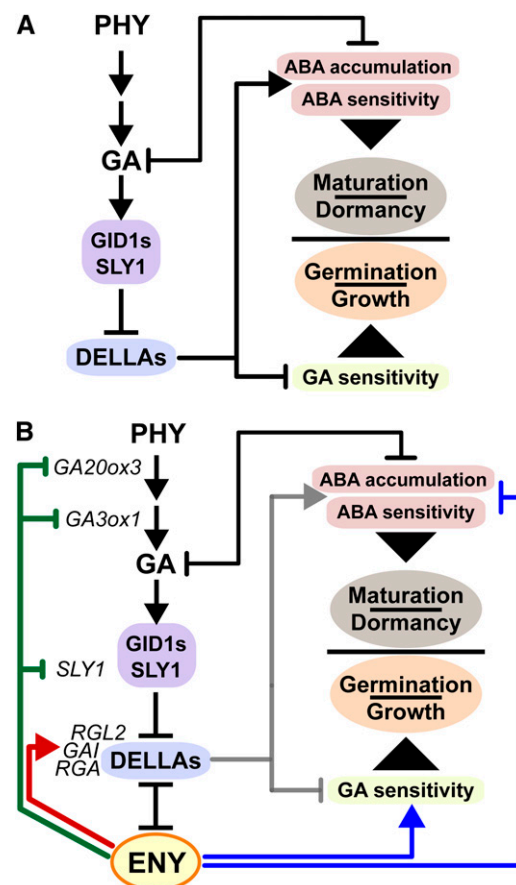 A
PHY
GA
GID1s
SLY1
DELLAs
ABA accumulation
ABA sensitivity
Maturation
Dormancy
Germination
Growth
GA sensitivity
B
PHY
GA20ox3
GA3ox1
GA
GID1s
SLY1
SLY1
RGL2
GAI
RGA
DELLAs
ENY
ABA accumulation
ABA sensitivity
Maturation
Dormancy
Germination
Growth
GA sensitivity